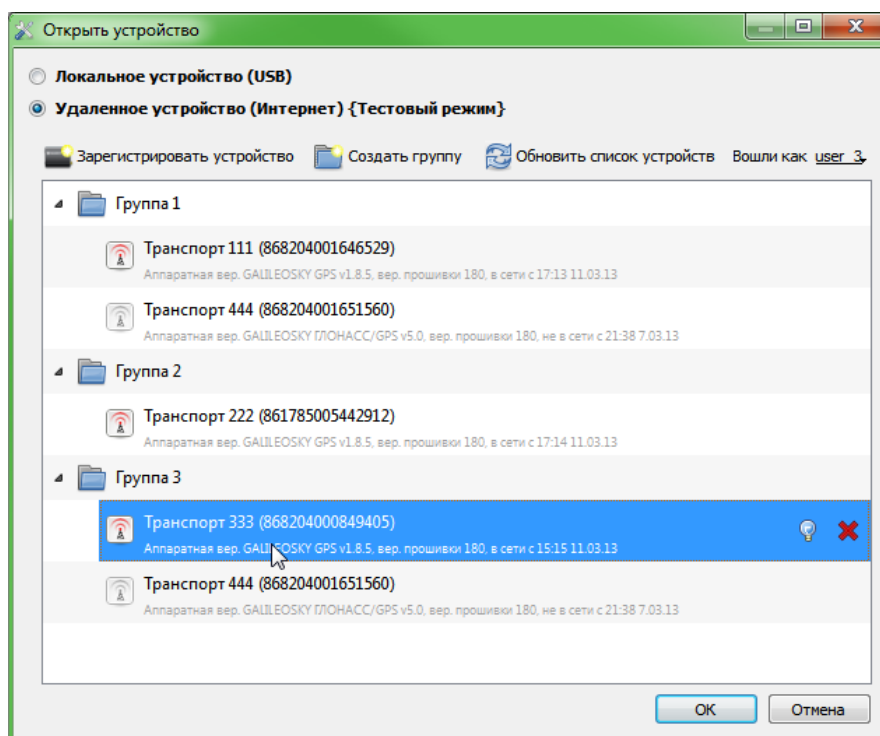 Открыть устройство
Локальное устройство (USB)
Удаленное устройство (Интернет) {Тестовый режим}
Зарегистрировать устройство Создать группу Обновить список устройств Вошли как user_3
Группа 1
Транспорт 111 (868204001646529)
Аппаратная вер. GALILEOSKY GPS v1.8.5, вер. прошивки 180, в сети с 17:13 11.03.13
Транспорт 444 (868204001651560)
Аппаратная вер. GALILEOSKY ГЛОНАСС/GPS v5.0, вер. прошивки 180, не в сети с 21:38 7.03.13
Группа 2
Транспорт 222 (861785005442912)
Аппаратная вер. GALILEOSKY GPS v1.8.5, вер. прошивки 180, в сети с 17:14 11.03.13
Группа 3
Транспорт 333 (868204000849405)
Аппаратная вер. GALILEOSKY GPS v1.8.5, вер. прошивки 180, в сети с 15:15 11.03.13
Транспорт 444 (868204001651560)
Аппаратная вер. GALILEOSKY ГЛОНАСС/GPS v5.0, вер. прошивки 180, не в сети с 21:38 7.03.13
OK Отмена